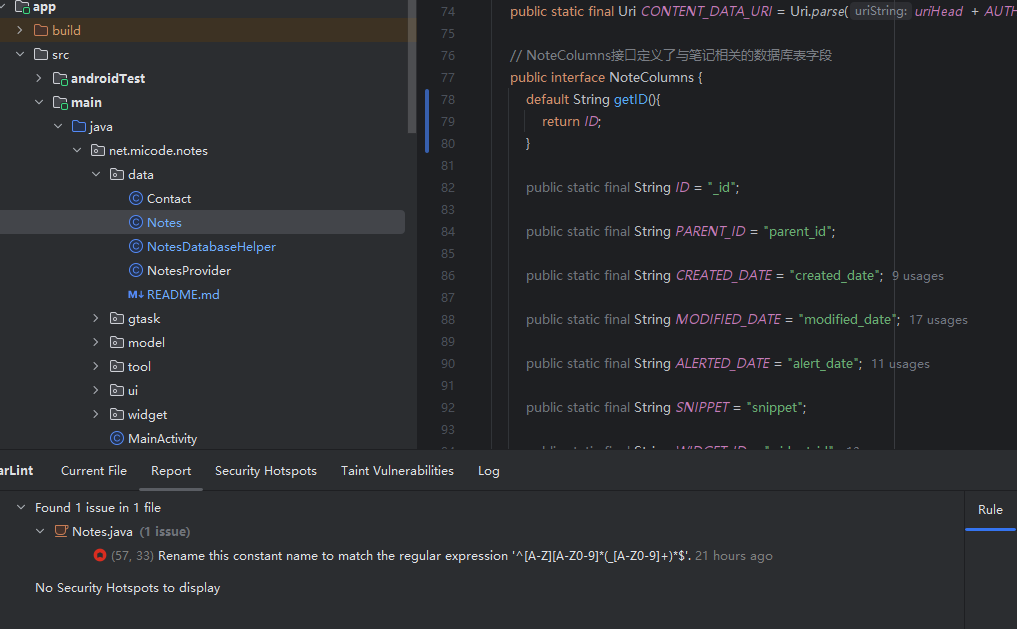 app
build
src
androidTest
main
java
net.micode.notes
data
Contact
Notes
NotesDatabaseHelper
NotesProvider
M↓ README.md
gtask
model
tool
ui
widget
MainActivity
74 public static final Uri CONTENT_DATA_URI = Uri.parse( uriString: uriHead + AUTH
75
76 // NoteColumns接口定义了与笔记相关的数据库表字段
77 public interface NoteColumns {
78 default String getID(){
79 return ID;
80 }
81
82 public static final String ID = "_id";
83
84 public static final String PARENT_ID = "parent_id";
85
86 public static final String CREATED_DATE = "created_date"; 9 usages
87
88 public static final String MODIFIED_DATE = "modified_date"; 17 usages
89
90 public static final String ALERTED_DATE = "alert_date"; 11 usages
91
92 public static final String SNIPPET = "snippet";
93
arLint Current File Report Security Hotspots Taint Vulnerabilities Log
Found 1 issue in 1 file
Notes.java (1 issue)
(57, 33) Rename this constant name to match the regular expression '^[A-Z][A-Z0-9]*(_[A-Z0-9]+)*$'. 21 hours ago
No Security Hotspots to display
Rule